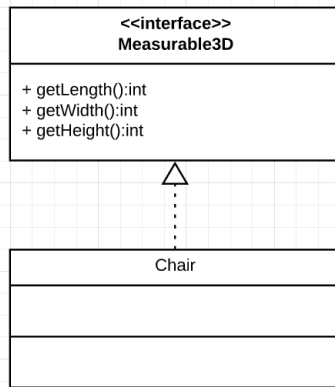 <<interface>>
Measurable3D
+ getLength():int
+ getWidth():int
+ getHeight():int
Chair